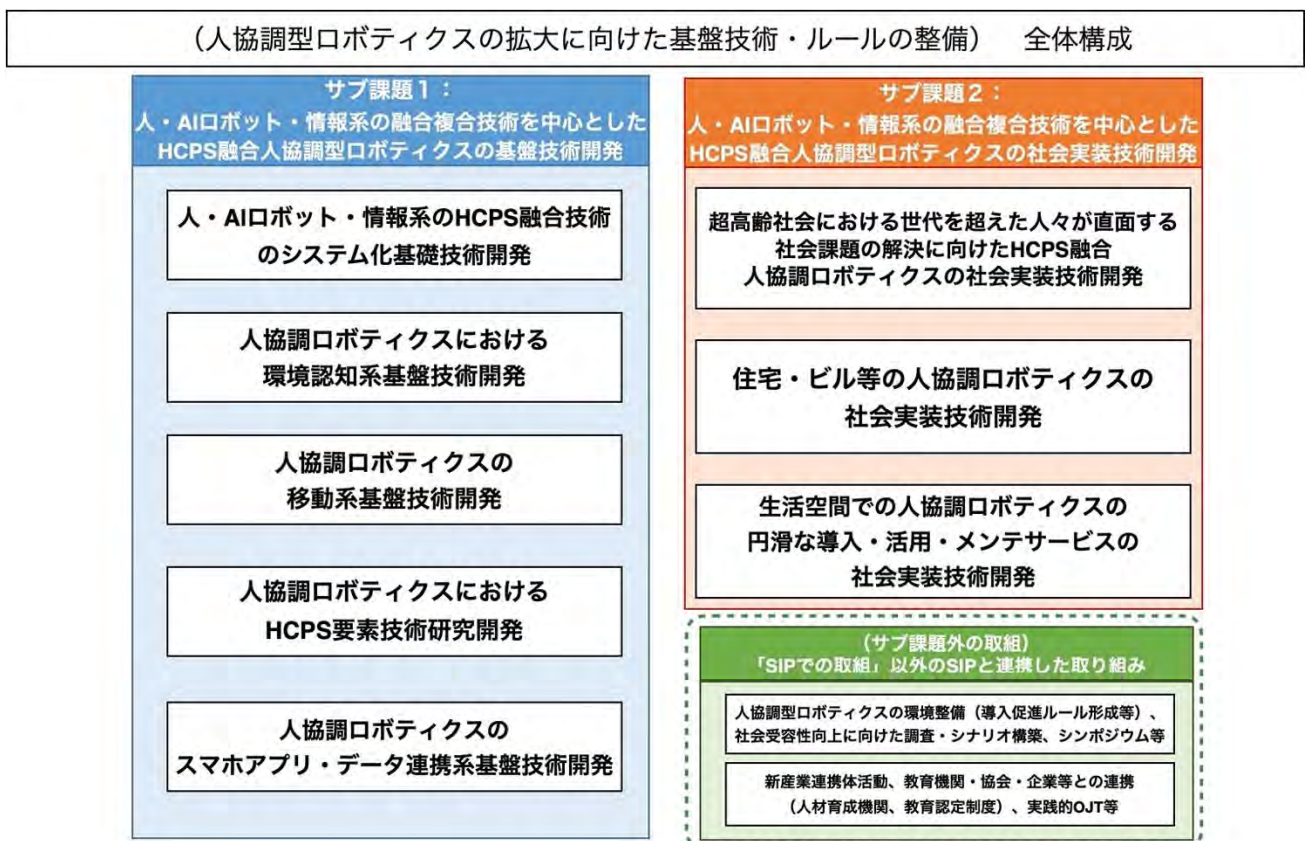 （人協調型ロボティクスの拡大に向けた基盤技術・ルールの整備）　全体構成
サブ課題１：
人・AIロボット・情報系の融合複合技術を中心とした
HCPS融合人協調型ロボティクスの基盤技術開発
人・AIロボット・情報系のHCPS融合技術
のシステム化基礎技術開発
人協調ロボティクスにおける
環境認知系基盤技術開発
人協調ロボティクスの
移動系基盤技術開発
人協調ロボティクスにおける
HCPS要素技術研究開発
人協調ロボティクスの
スマホアプリ・データ連携系基盤技術開発
サブ課題２：
人・AIロボット・情報系の融合複合技術を中心とした
HCPS融合人協調型ロボティクスの社会実装技術開発
超高齢社会における世代を超えた人々が直面する
社会課題の解決に向けたHCPS融合
人協調ロボティクスの社会実装技術開発
住宅・ビル等の人協調ロボティクスの
社会実装技術開発
生活空間での人協調ロボティクスの
円滑な導入・活用・メンテサービスの
社会実装技術開発
（サブ課題外の取組）
「SIPでの取組」以外のSIPと連携した取り組み
人協調型ロボティクスの環境整備（導入促進ルール形成等）、
社会受容性向上に向けた調査・シナリオ構築、シンポジウム等
新産業連携体活動、教育機関・協会・企業等との連携
（人材育成機関、教育認定制度）、実践的OJT等